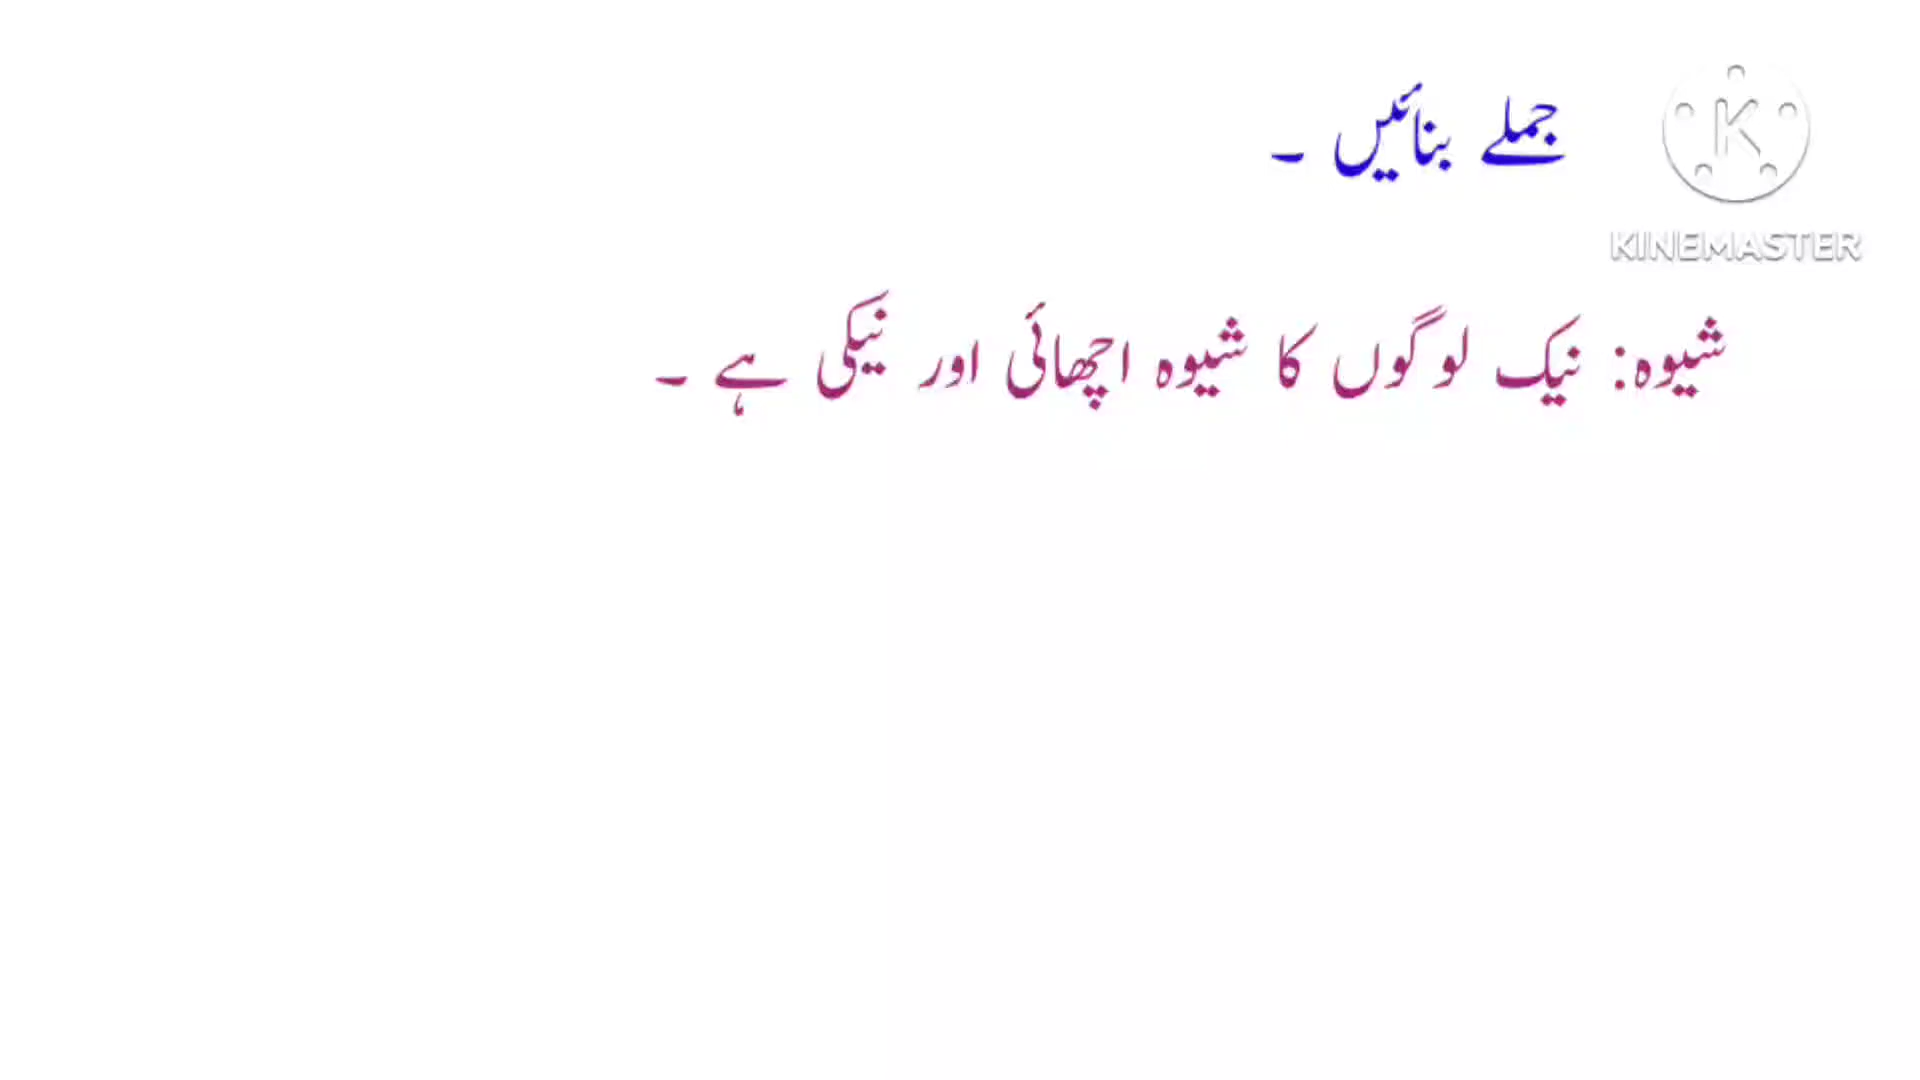 جملے بنائیں ۔
KINEMASTER
شیوہ: نیک لوگوں کا شیوہ اچھائی اور نیکی ہے ۔